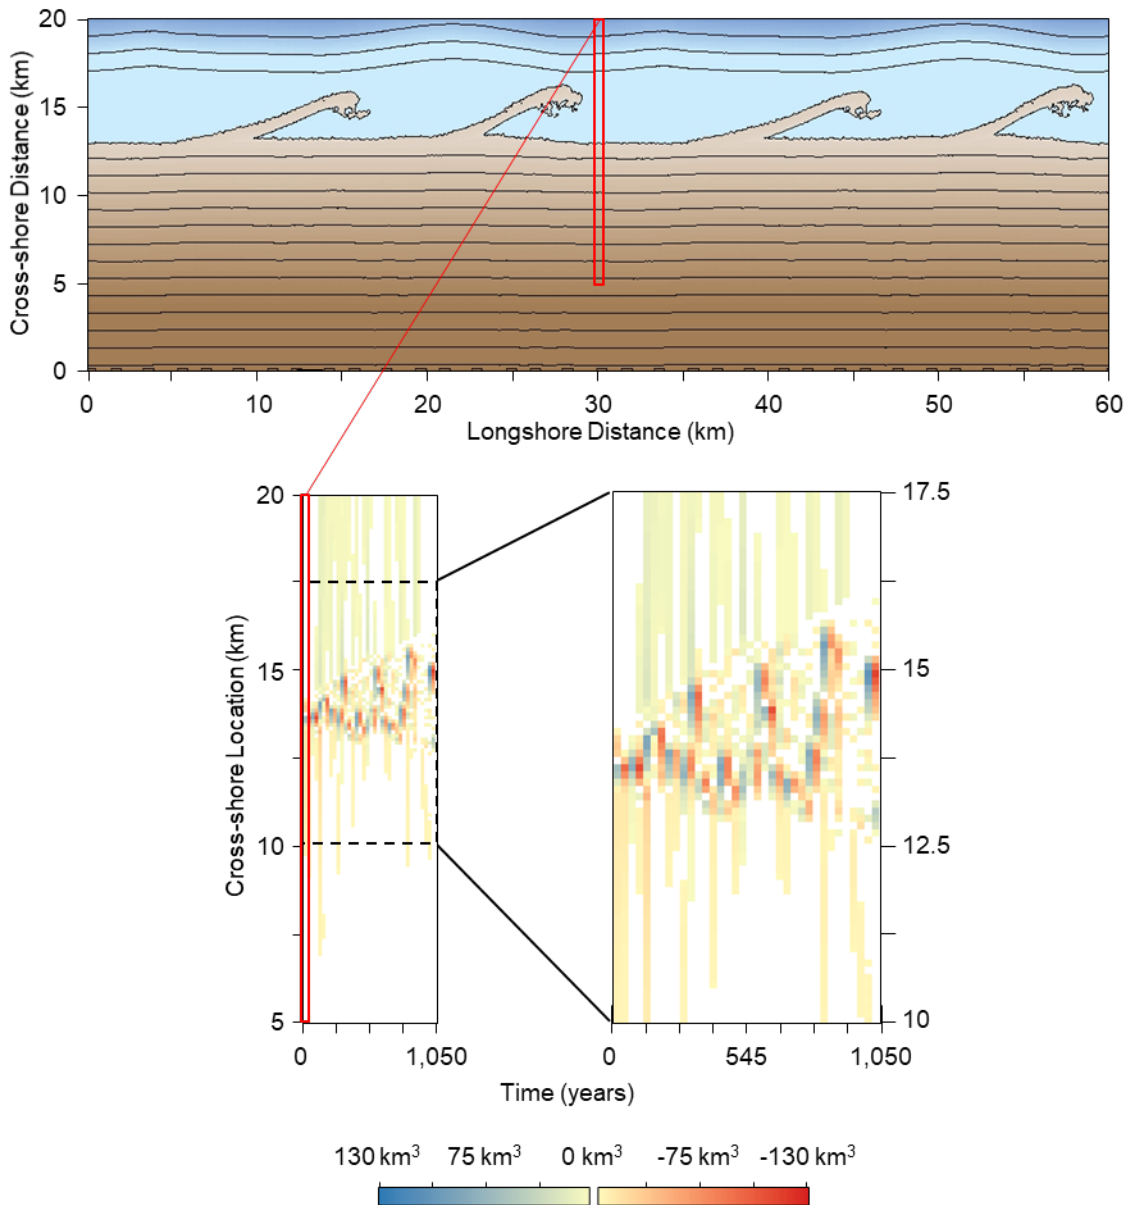 20
15
10
5
0
Cross-shore Distance (km)
0 10 20 30 40 50 60
Longshore Distance (km)
20
15
10
5
Cross-shore Location (km)
0 1,050
17.5
15
12.5
10
0 545 1,050
Time (years)
130 km³ 75 km³ 0 km³ -75 km³ -130 km³